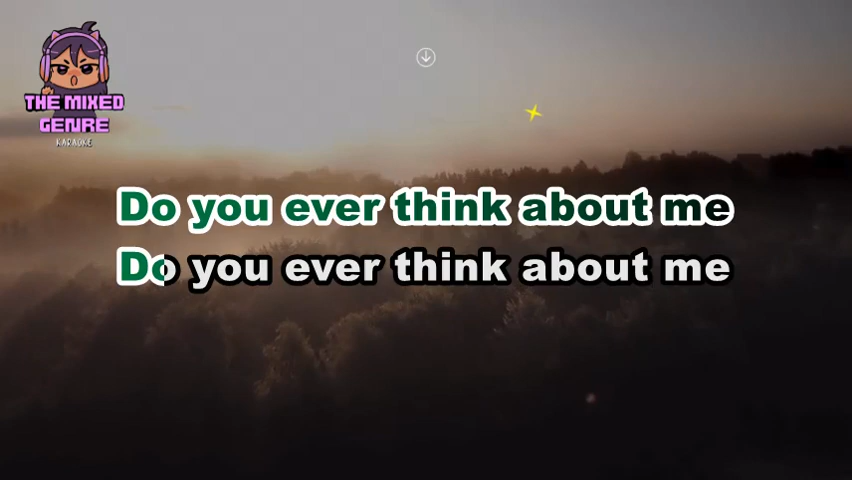 THE MIXED
GENRE
KARAOKE
Do you ever think about me
Do you ever think about me